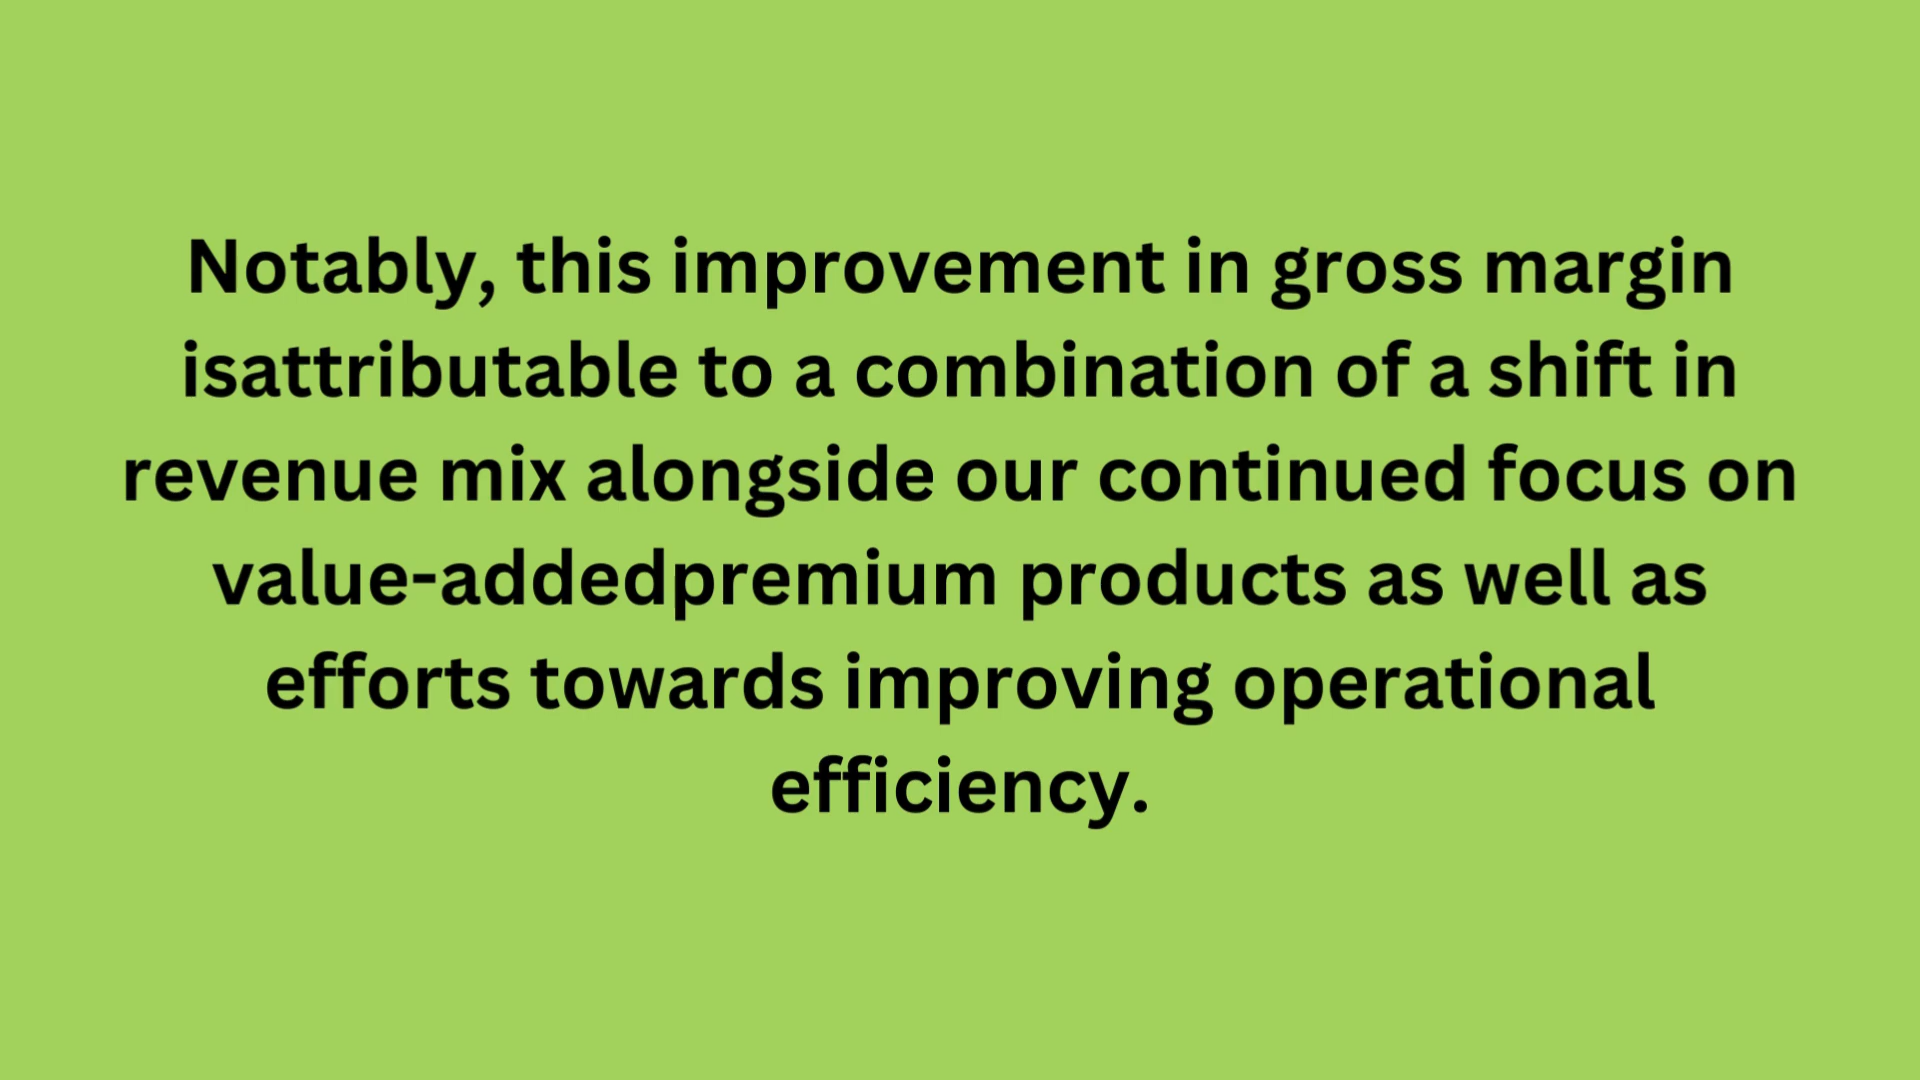 Notably, this improvement in gross margin
isattributable to a combination of a shift in
revenue mix alongside our continued focus on
value-addedpremium products as well as
efforts towards improving operational
efficiency.